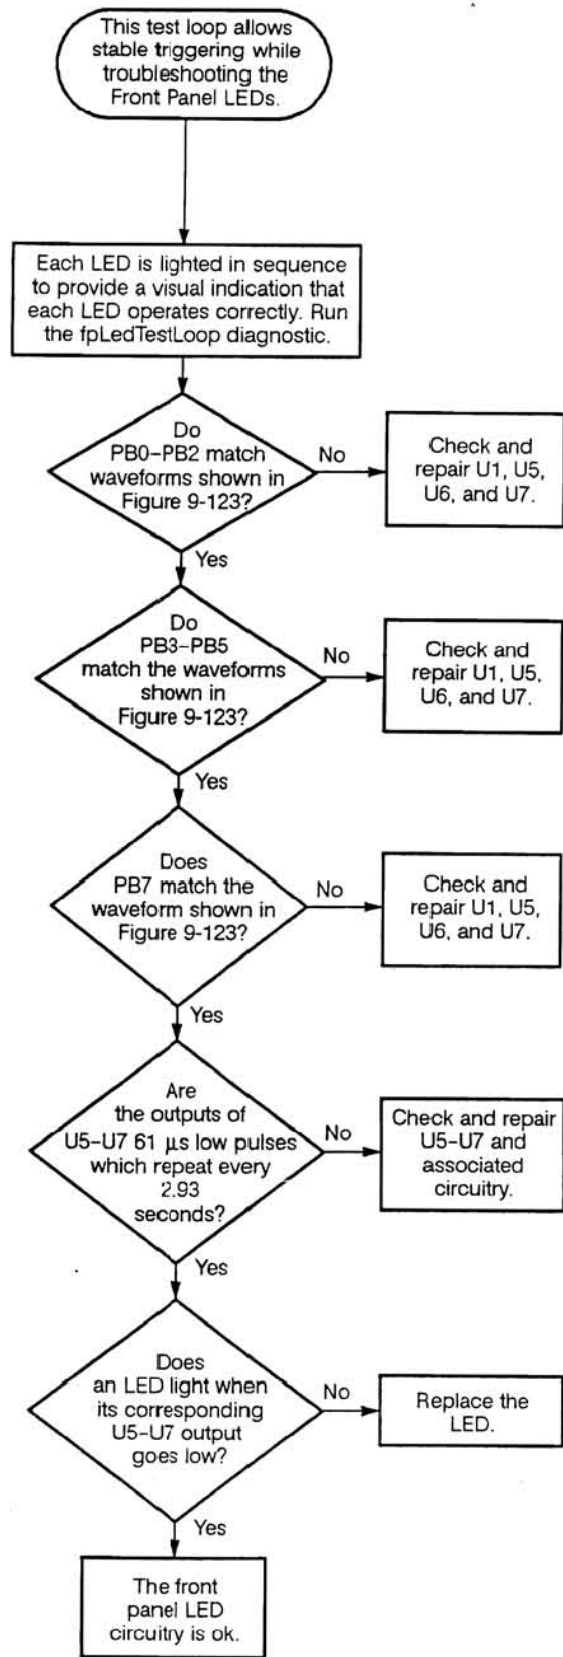 This test loop allows
stable triggering while
troubleshooting the
Front Panel LEDs.
Each LED is lighted in sequence
to provide a visual indication that
each LED operates correctly. Run
the fpLedTestLoop diagnostic.
Do
PB0–PB2 match
waveforms shown in
Figure 9-123?
No
Check and
repair U1, U5,
U6, and U7.
Yes
Do
PB3–PB5
match the waveforms
shown in
Figure 9-123?
No
Check and
repair U1, U5,
U6, and U7.
Yes
Does
PB7 match the
waveform shown in
Figure 9-123?
No
Check and
repair U1, U5,
U6, and U7.
Yes
Are
the outputs of
U5–U7 61 μs low pulses
which repeat every
2.93
seconds?
No
Check and repair
U5–U7 and
associated
circuitry.
Yes
Does
an LED light when
its corresponding
U5–U7 output
goes low?
No
Replace the
LED.
Yes
The front
panel LED
circuitry is ok.